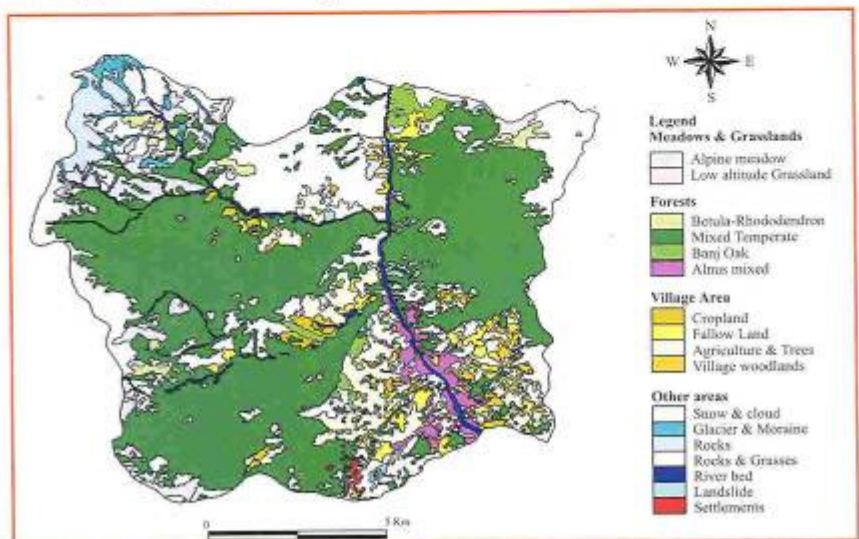 N
W E
S
Legend
Meadows & Grasslands
Alpine meadow
Low altitude Grassland
Forests
Betula-Rhododendron
Mixed Temperate
Banj Oak
Alnus mixed
Village Area
Cropland
Fallow Land
Agriculture & Trees
Village woodlands
Other areas
Snow & cloud
Glacier & Moraine
Rocks
Rocks & Grasses
River bed
Landslide
Settlements
0 5 Km